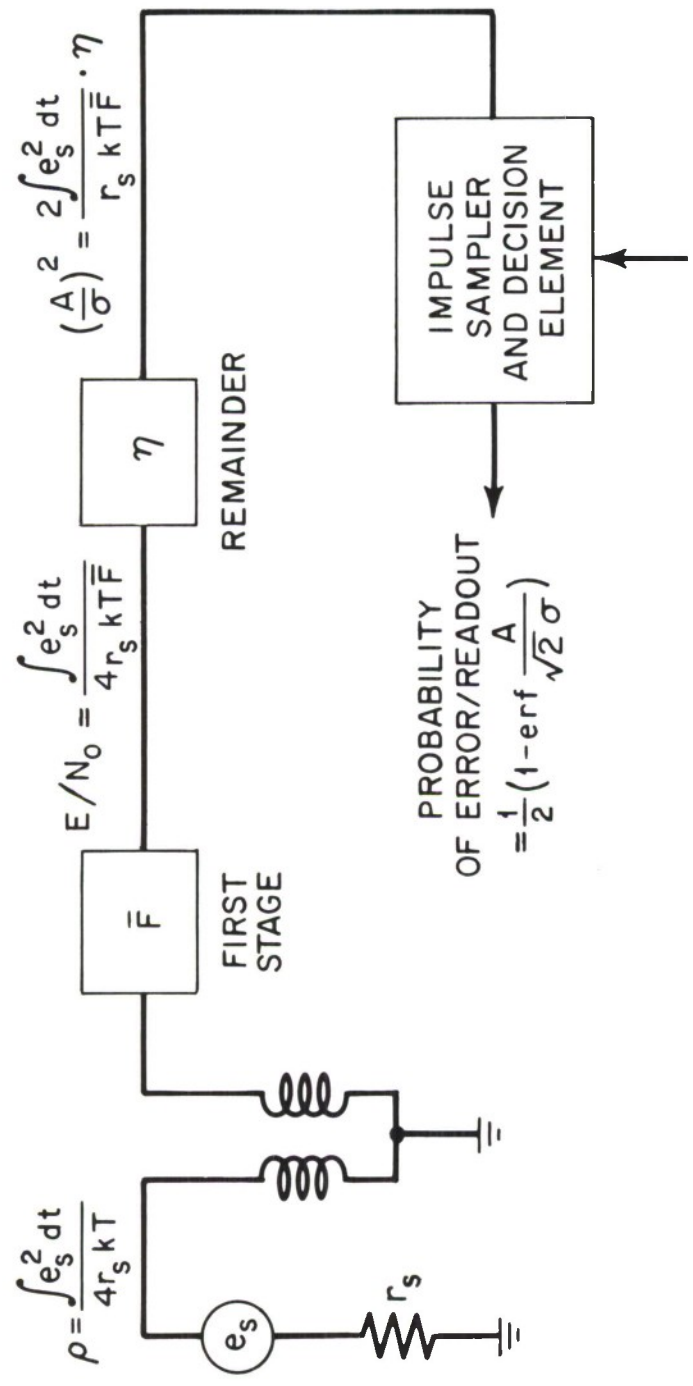 ρ = ∫e_s² dt / 4r_s kT
e_s
r_s
F̿
FIRST
STAGE
E/N₀ = ∫e_s² dt / 4r_s kTF̿
η
REMAINDER
(A/σ)² = 2∫e_s² dt / r_s kTF̿ · η
IMPULSE
SAMPLER
AND DECISION
ELEMENT
PROBABILITY
OF ERROR/READOUT
= 1/2 (1-erf A/√2 σ)